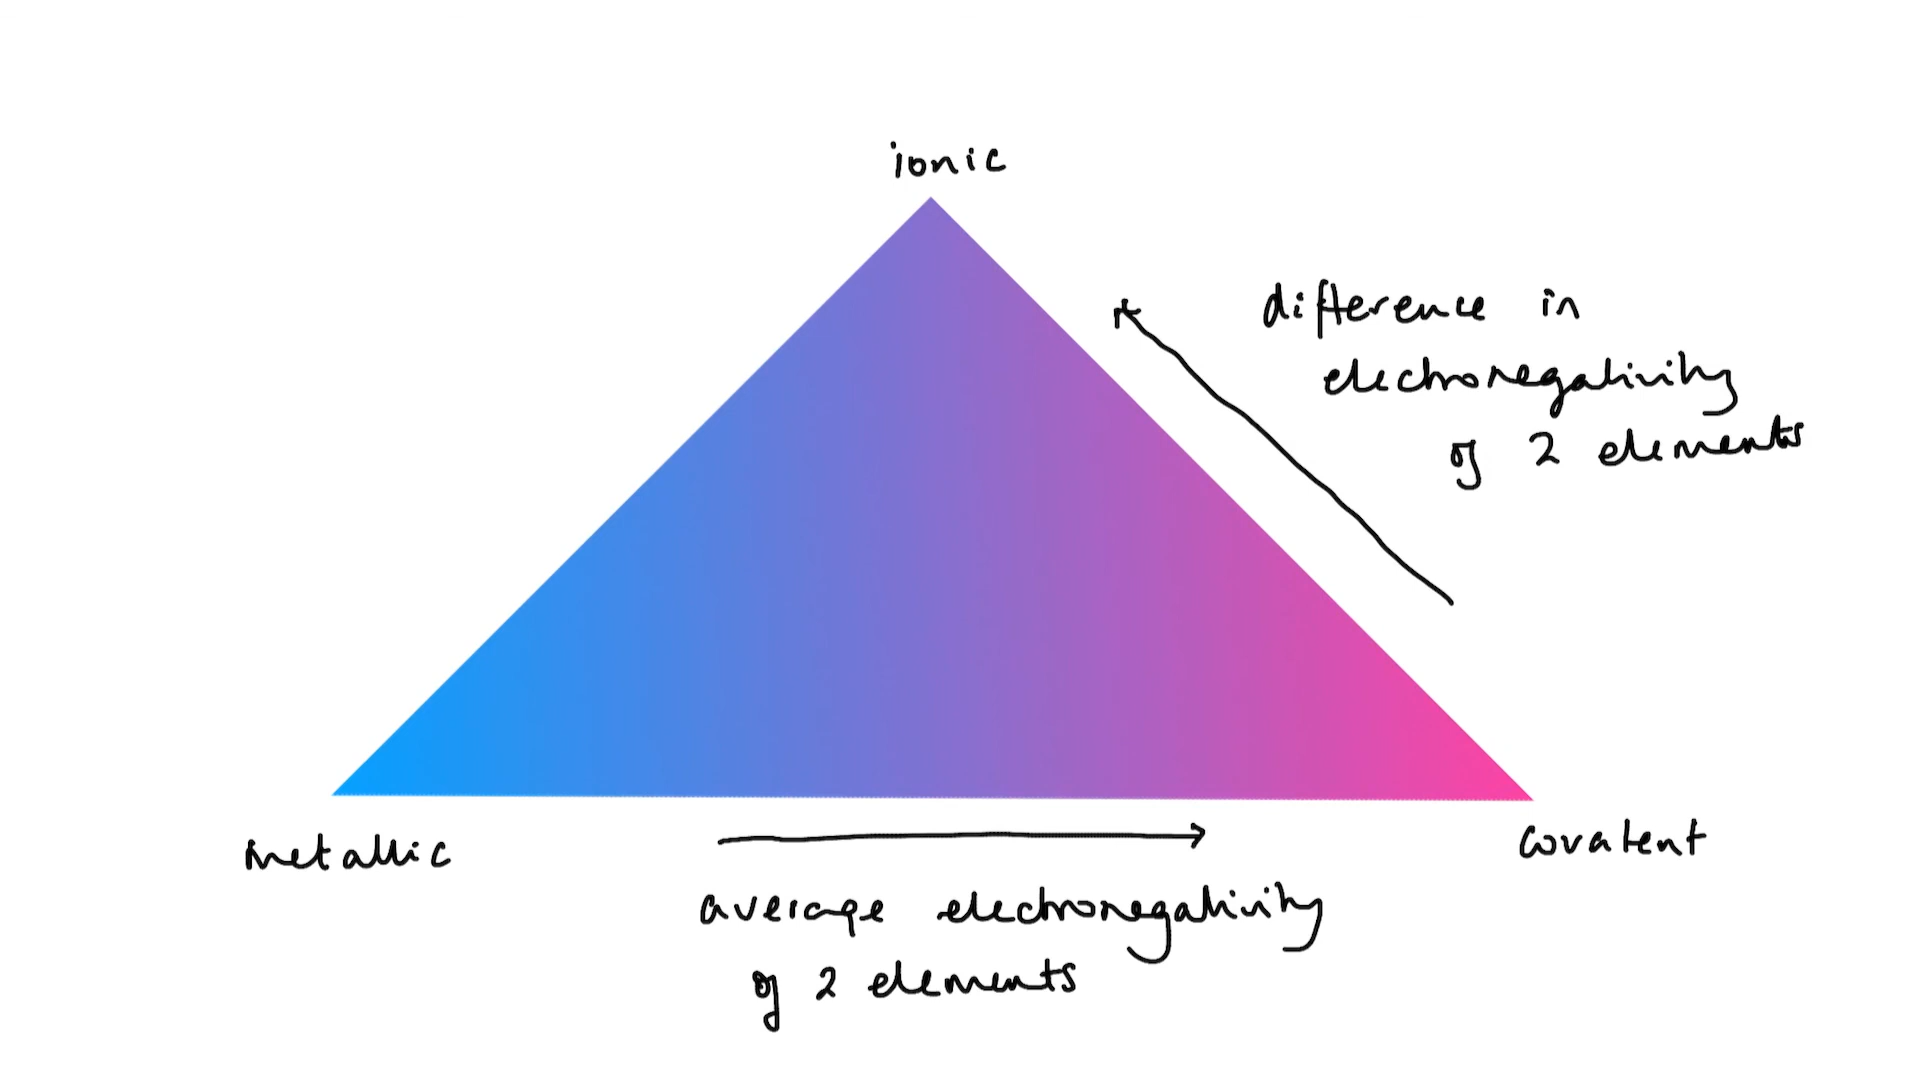 ionic
difference in
electronegativity
of 2 elements
metallic
covalent
average electronegativity
of 2 elements